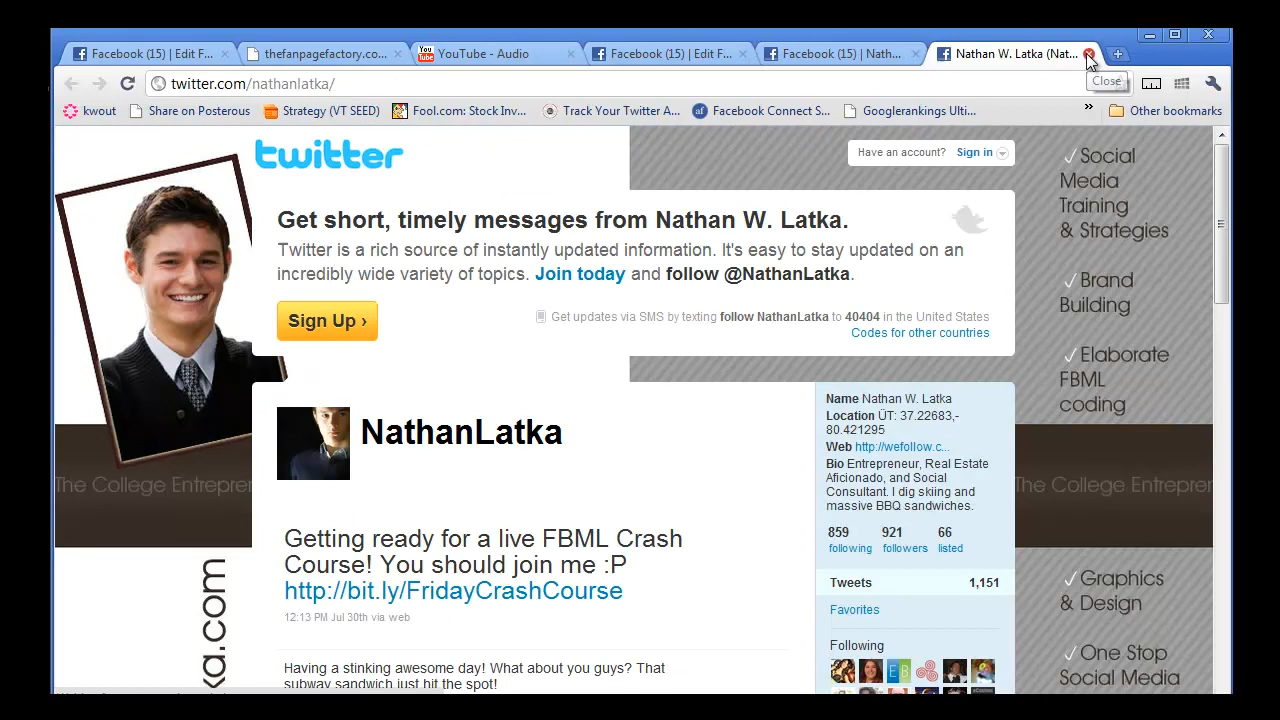 Facebook (15) | Edit F...
thefanpagefactory.co...
YouTube - Audio
Facebook (15) | Edit F...
Facebook (15) | Nath...
Nathan W. Latka (Nat...
twitter.com/nathanlatka/
Close
kwout
Share on Posterous
Strategy (VT SEED)
Fool.com: Stock Inv...
Track Your Twitter A...
Facebook Connect S...
Googlerankings Ulti...
»
Other bookmarks
twitter
Have an account? Sign in
Get short, timely messages from Nathan W. Latka.
Twitter is a rich source of instantly updated information. It's easy to stay updated on an
incredibly wide variety of topics. Join today and follow @NathanLatka.
Sign Up ›
Get updates via SMS by texting follow NathanLatka to 40404 in the United States
Codes for other countries
NathanLatka
Getting ready for a live FBML Crash
Course! You should join me :P
http://bit.ly/FridayCrashCourse
12:13 PM Jul 30th via web
Having a stinking awesome day! What about you guys? That
subway sandwich just hit the spot!
Name Nathan W. Latka
Location ÜT: 37.22683,-
80.421295
Web http://wefollow.c...
Bio Entrepreneur, Real Estate
Aficionado, and Social
Consultant. I dig skiing and
massive BBQ sandwiches.
859 921 66
following followers listed
Tweets 1,151
Favorites
Following
✓Social
Media
Training
& Strategies
✓Brand
Building
✓Elaborate
FBML
coding
The College Entreprer
The College Entreprer
✓Graphics
& Design
✓One Stop
Social Media
ka.com